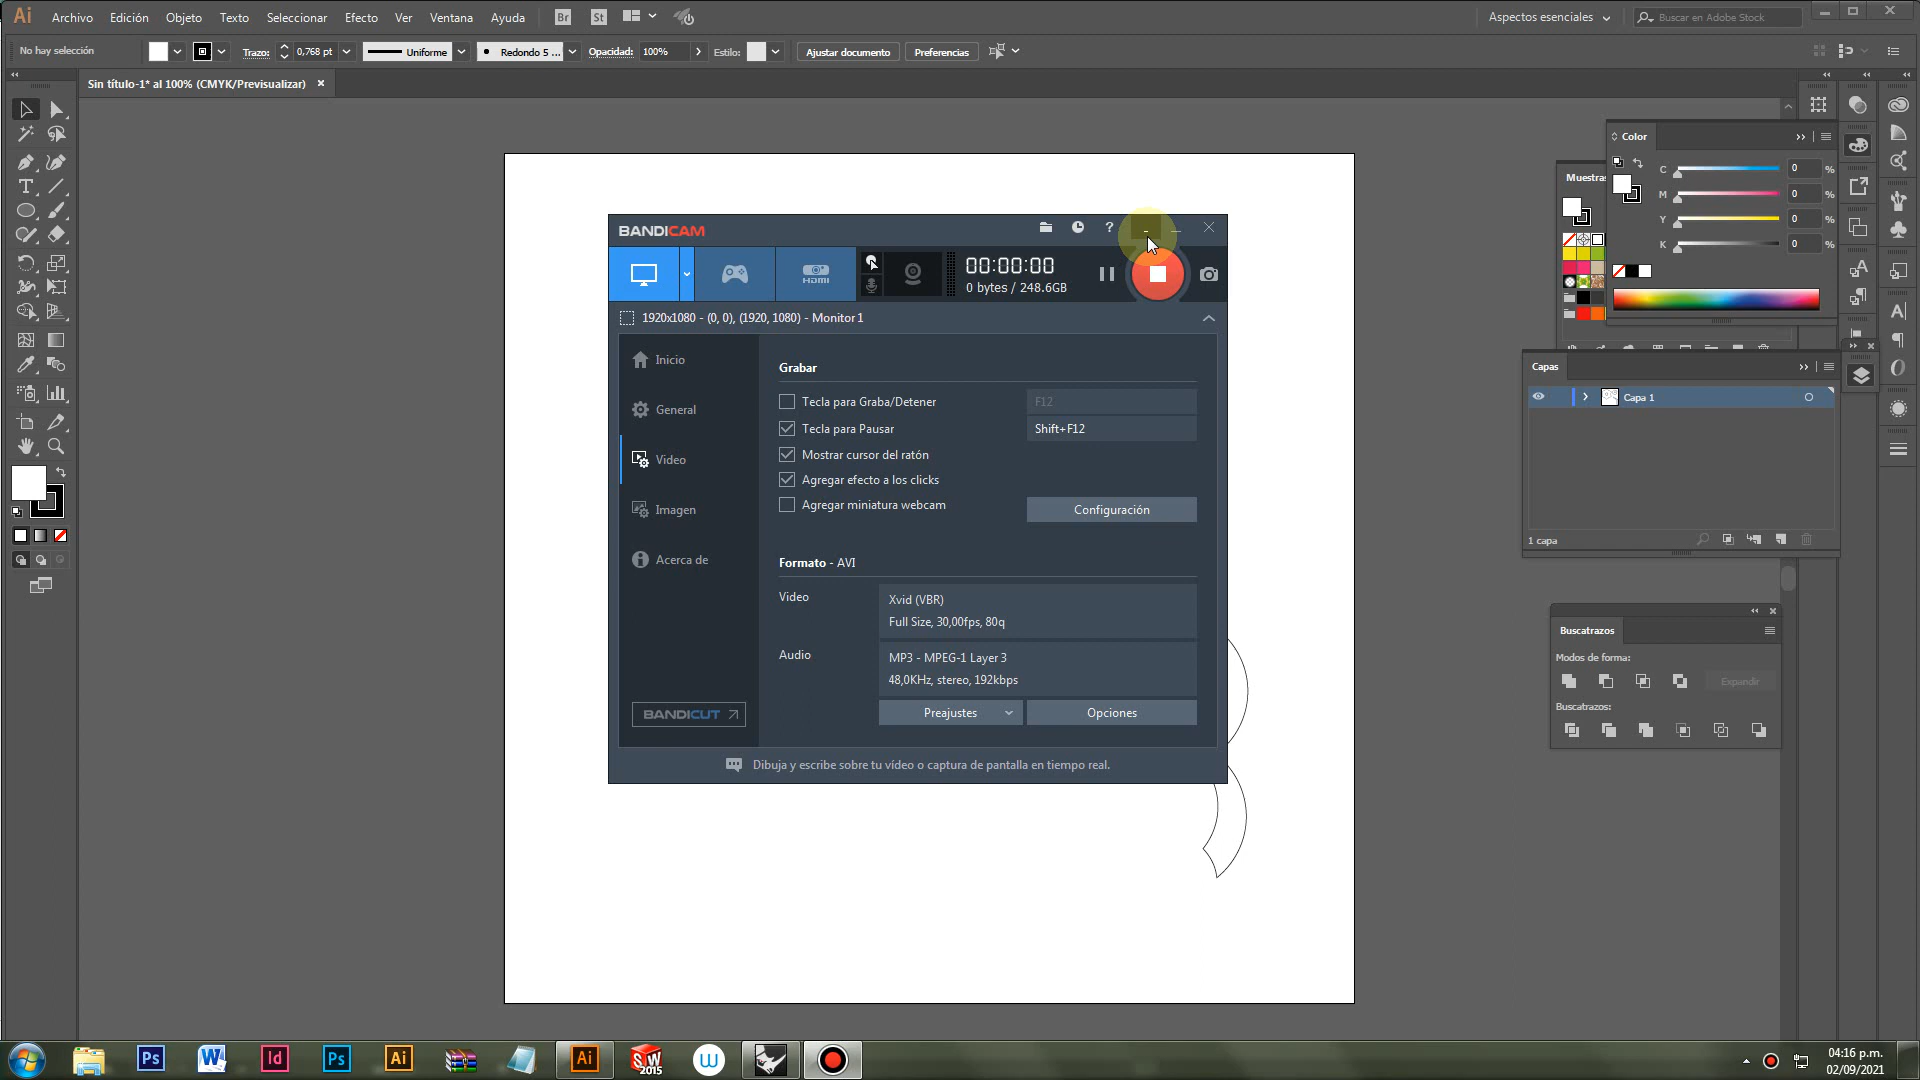 Ai Archivo Edición Objeto Texto Seleccionar Efecto Ver Ventana Ayuda Br St Aspectos esenciales Buscar en Adobe Stock
No hay selección Trazo: 0,768 pt Uniforme Redondo 5 ... Opacidad: 100% Estilo: Ajustar documento Preferencias
Sin título-1* al 100% (CMYK/Previsualizar)
BANDICAM
HDMI
00:00:00
0 bytes / 248.6GB
1920x1080 - (0, 0), (1920, 1080) - Monitor 1
Inicio
General
Video
Imagen
Acerca de
BANDICUT
Grabar
Tecla para Graba/Detener F12
Tecla para Pausar Shift+F12
Mostrar cursor del ratón
Agregar efecto a los clicks
Agregar miniatura webcam Configuración
Formato - AVI
Video Xvid (VBR)
Full Size, 30,00fps, 80q
Audio MP3 - MPEG-1 Layer 3
48,0KHz, stereo, 192kbps
Preajustes Opciones
Dibuja y escribe sobre tu vídeo o captura de pantalla en tiempo real.
Color
C 0 %
M 0 %
Y 0 %
K 0 %
Muestras
Capas
Capa 1
1 capa
Buscatrazos
Modos de forma:
Expandir
Buscatrazos:
Ps W Id Ps Ai Ai SW 2015 W
04:16 p.m.
02/09/2021